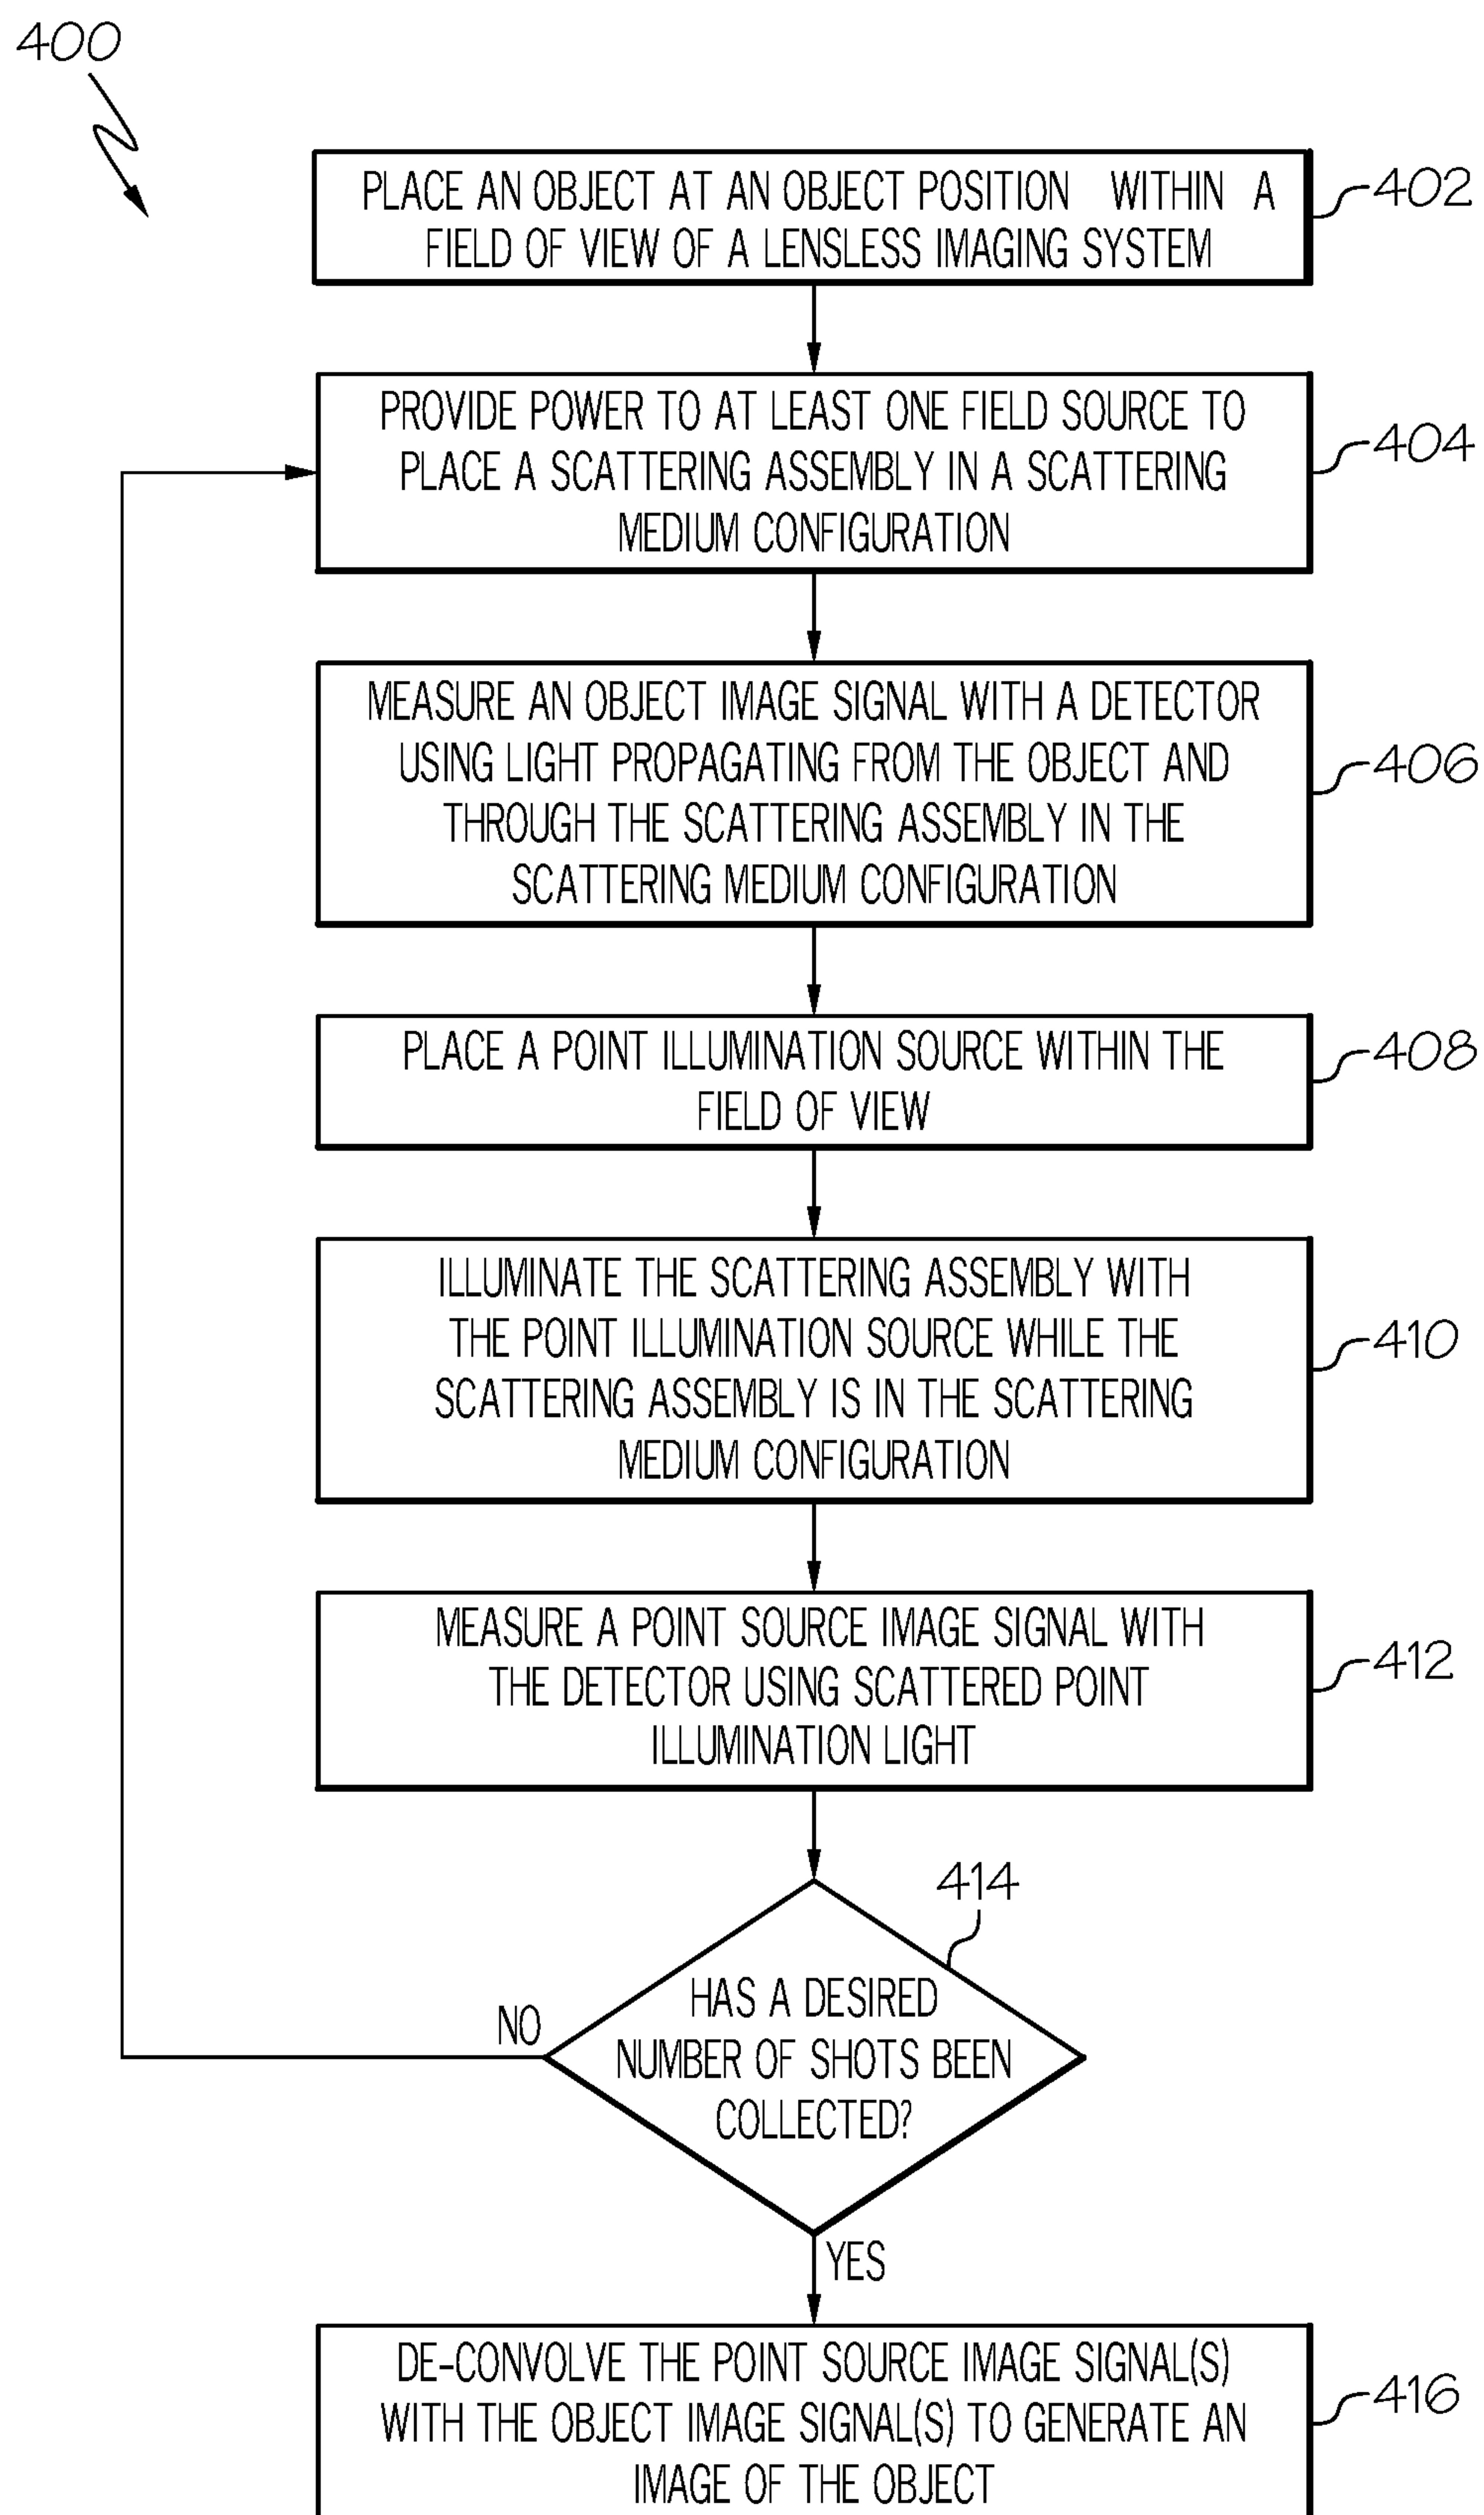 400
PLACE AN OBJECT AT AN OBJECT POSITION WITHIN A
FIELD OF VIEW OF A LENSLESS IMAGING SYSTEM
402
PROVIDE POWER TO AT LEAST ONE FIELD SOURCE TO
PLACE A SCATTERING ASSEMBLY IN A SCATTERING
MEDIUM CONFIGURATION
404
MEASURE AN OBJECT IMAGE SIGNAL WITH A DETECTOR
USING LIGHT PROPAGATING FROM THE OBJECT AND
THROUGH THE SCATTERING ASSEMBLY IN THE
SCATTERING MEDIUM CONFIGURATION
406
PLACE A POINT ILLUMINATION SOURCE WITHIN THE
FIELD OF VIEW
408
ILLUMINATE THE SCATTERING ASSEMBLY WITH
THE POINT ILLUMINATION SOURCE WHILE THE
SCATTERING ASSEMBLY IS IN THE SCATTERING
MEDIUM CONFIGURATION
410
MEASURE A POINT SOURCE IMAGE SIGNAL WITH
THE DETECTOR USING SCATTERED POINT
ILLUMINATION LIGHT
412
414
HAS A DESIRED
NUMBER OF SHOTS BEEN
COLLECTED?
NO
YES
DE-CONVOLVE THE POINT SOURCE IMAGE SIGNAL(S)
WITH THE OBJECT IMAGE SIGNAL(S) TO GENERATE AN
IMAGE OF THE OBJECT
416